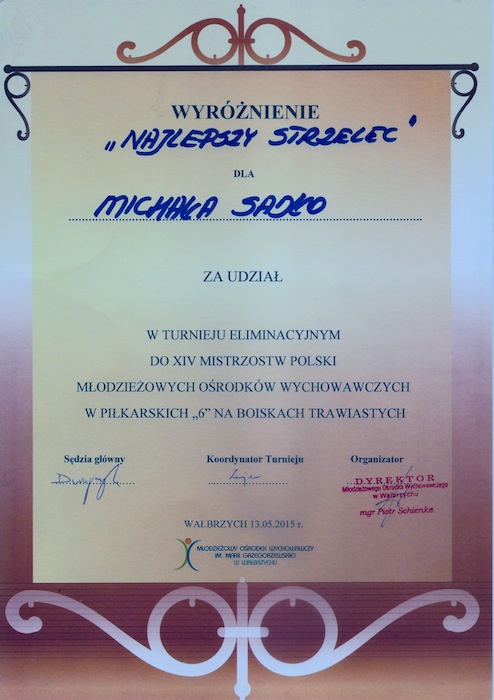 WYRÓŻNIENIE
„NAJLEPSZY STRZELEC"
DLA
MICHAŁA SADŁO
ZA UDZIAŁ
W TURNIEJU ELIMINACYJNYM
DO XIV MISTRZOSTW POLSKI
MŁODZIEŻOWYCH OŚRODKÓW WYCHOWAWCZYCH
W PIŁKARSKICH „6” NA BOISKACH TRAWIASTYCH
Sędzia główny Koordynator Turnieju Organizator
DYREKTOR
Młodzieżowego Ośrodka Wychowawczego
w Wałbrzychu
mgr Piotr Schienke
WAŁBRZYCH 13.05.2015 r.
MŁODZIEŻOWY OŚRODEK WYCHOWAWCZY
IM. MARII GRZEGORZEWSKIEJ
W WAŁBRZYCHU